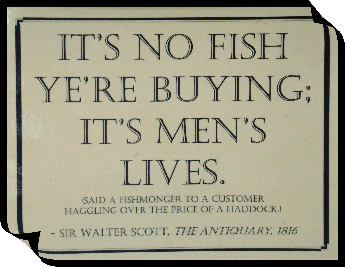 IT'S NO FISH
YE'RE BUYING;
IT'S MEN'S
LIVES.
(SAID A FISHMONGER TO A CUSTOMER
HAGGLING OVER THE PRICE OF A HADDOCK.)
- SIR WALTER SCOTT, THE ANTIQUARY, 1816